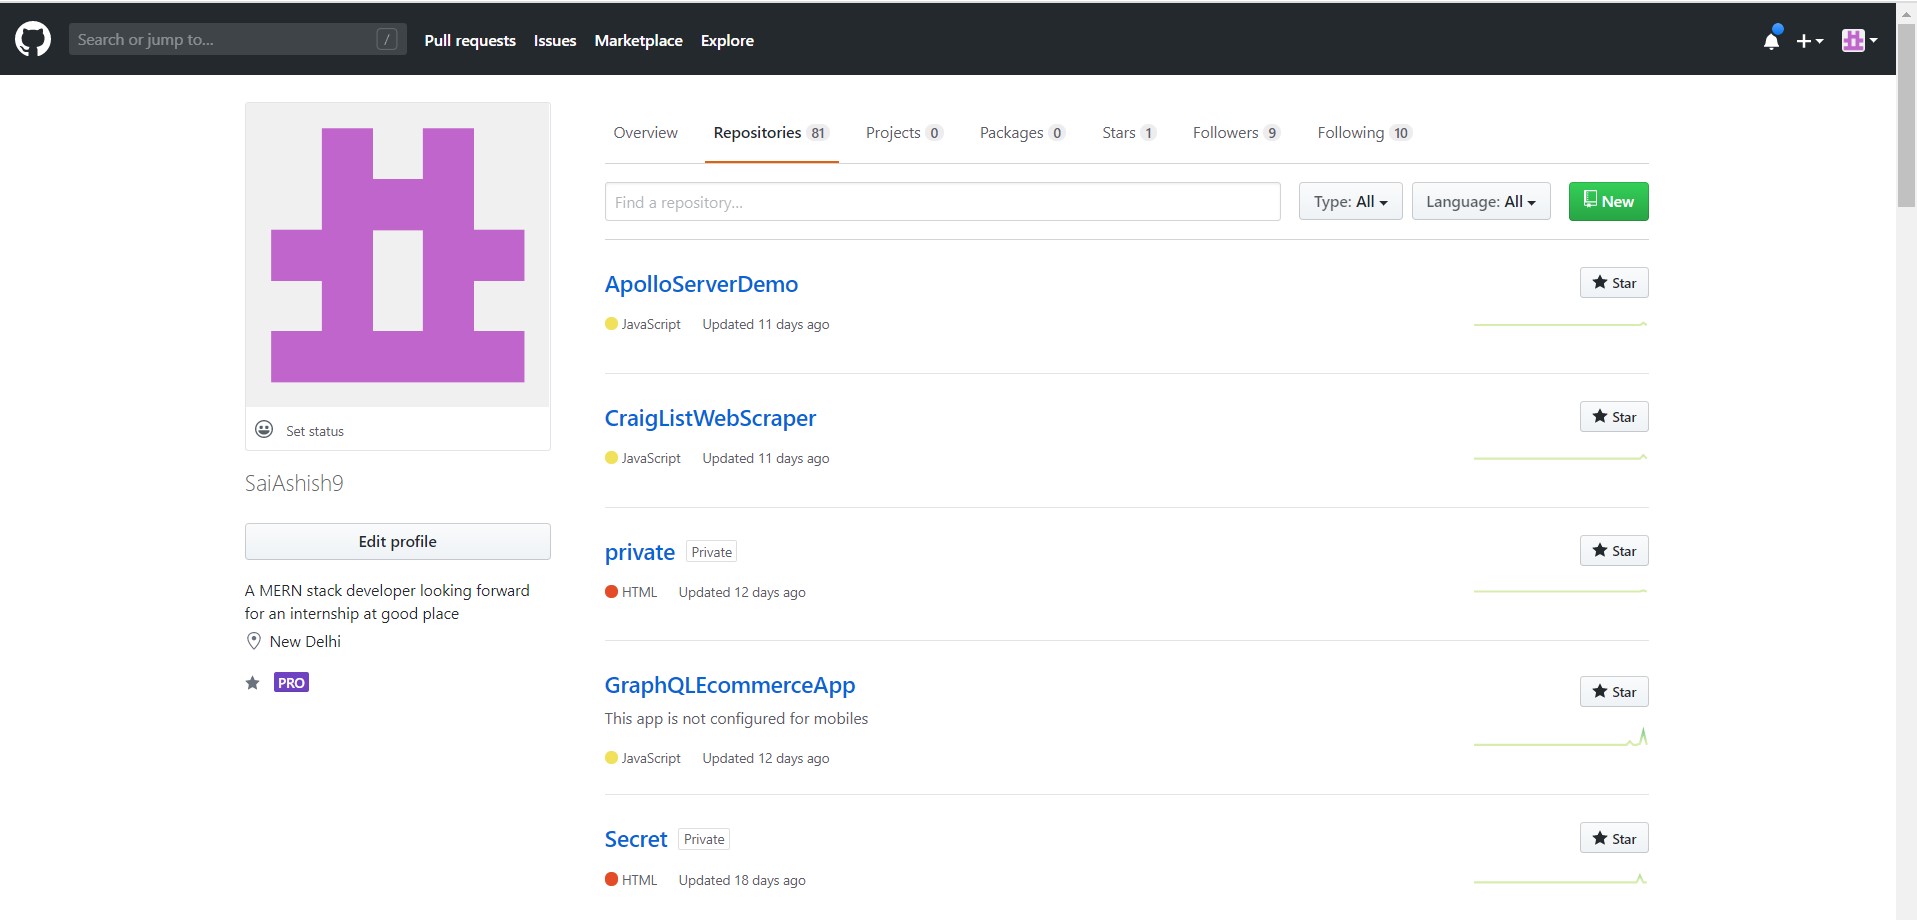 Search or jump to... /
Pull requests Issues Marketplace Explore
Set status
SaiAshish9
Edit profile
A MERN stack developer looking forward
for an internship at good place
New Delhi
PRO
Overview Repositories 81 Projects 0 Packages 0 Stars 1 Followers 9 Following 10
Find a repository... Type: All Language: All New
ApolloServerDemo Star
JavaScript Updated 11 days ago
CraigListWebScraper Star
JavaScript Updated 11 days ago
private Private Star
HTML Updated 12 days ago
GraphQLEcommerceApp Star
This app is not configured for mobiles
JavaScript Updated 12 days ago
Secret Private Star
HTML Updated 18 days ago